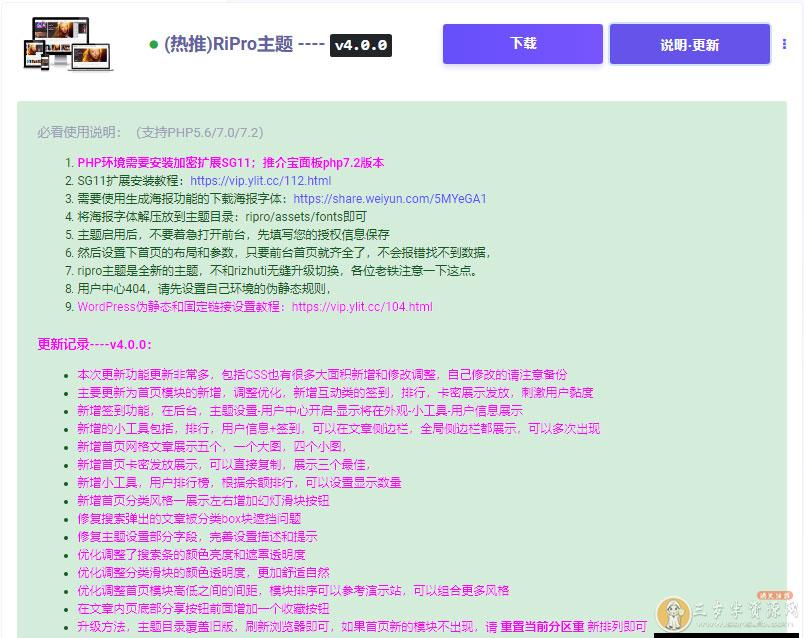 (热推)RiPro主题 ---- v4.0.0
下载
说明·更新
必看使用说明：（支持PHP5.6/7.0/7.2）
1. PHP环境需要安装加密扩展SG11；推介宝面板php7.2版本
2. SG11扩展安装教程：https://vip.ylit.cc/112.html
3. 需要使用生成海报功能的下载海报字体：https://share.weiyun.com/5MYeGA1
4. 将海报字体解压放到主题目录：ripro/assets/fonts即可
5. 主题启用后，不要着急打开前台，先填写您的授权信息保存
6. 然后设置下首页的布局和参数，只要前台首页就齐全了，不会报错找不到数据，
7. ripro主题是全新的主题，不和rizhuti无缝升级切换，各位老铁注意一下这点。
8. 用户中心404，请先设置自己环境的伪静态规则，
9. WordPress伪静态和固定链接设置教程：https://vip.ylit.cc/104.html
更新记录----v4.0.0：
• 本次更新功能更新非常多，包括CSS也有很多大面积新增和修改调整，自己修改的请注意备份
• 主要更新为首页模块的新增，调整优化，新增互动类的签到，排行，卡密展示发放，刺激用户黏度
• 新增签到功能，在后台，主题设置-用户中心开启-显示将在外观-小工具-用户信息展示
• 新增的小工具包括，排行，用户信息+签到，可以在文章侧边栏，全局侧边栏都展示，可以多次出现
• 新增首页网格文章展示五个，一个大图，四个小图，
• 新增首页卡密发放展示，可以直接复制，展示三个最佳，
• 新增小工具，用户排行榜，根据余额排行，可以设置显示数量
• 新增首页分类风格一展示左右增加幻灯滑块按钮
• 修复搜索弹出的文章被分类box块遮挡问题
• 修复主题设置部分字段，完善设置描述和提示
• 优化调整了搜索条的颜色亮度和遮罩透明度
• 优化调整分类滑块的颜色透明度，更加舒适自然
• 优化调整首页模块高低之间的间距，模块排序可以参考演示站，可以组合更多风格
• 在文章内页底部分享按钮前面增加一个收藏按钮
• 升级方法，主题目录覆盖旧版，刷新浏览器即可，如果首页新的模块不出现，请 重置当前分区重 新排列即可
三步半资源网